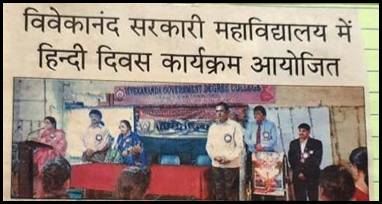 विवेकानंद सरकारी महाविद्यालय में
हिन्दी दिवस कार्यक्रम आयोजित
VIVEKANANDA GOVERNMENT DEGREE COLLEGE